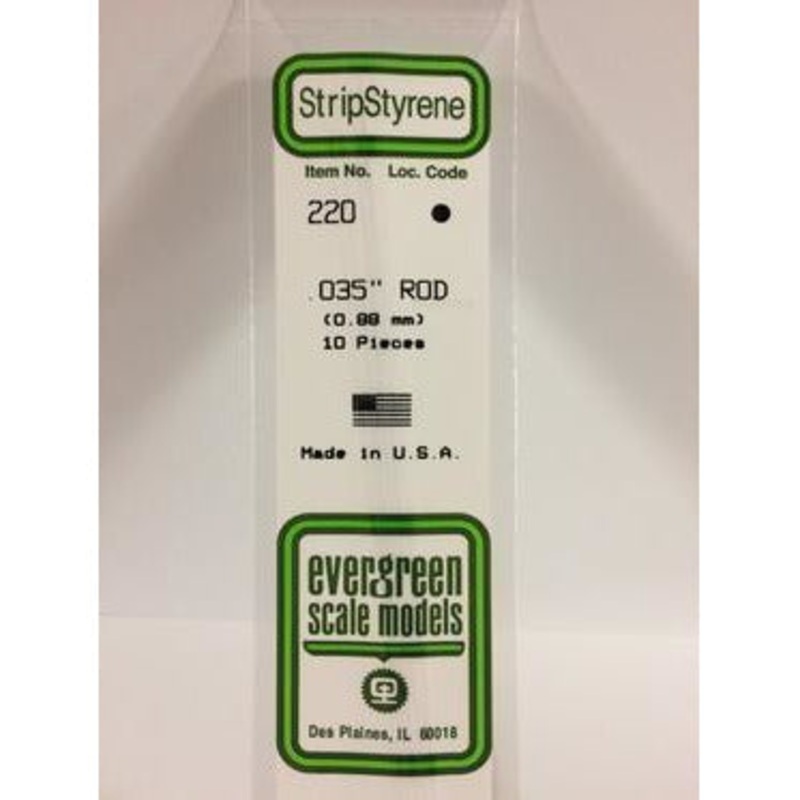 StripStyrene
Item No. Loc. Code
220 ●
.035" ROD
(0.88 mm)
10 Pieces
Made in U.S.A.
evergreen
scale models
Des Plaines, IL 60018